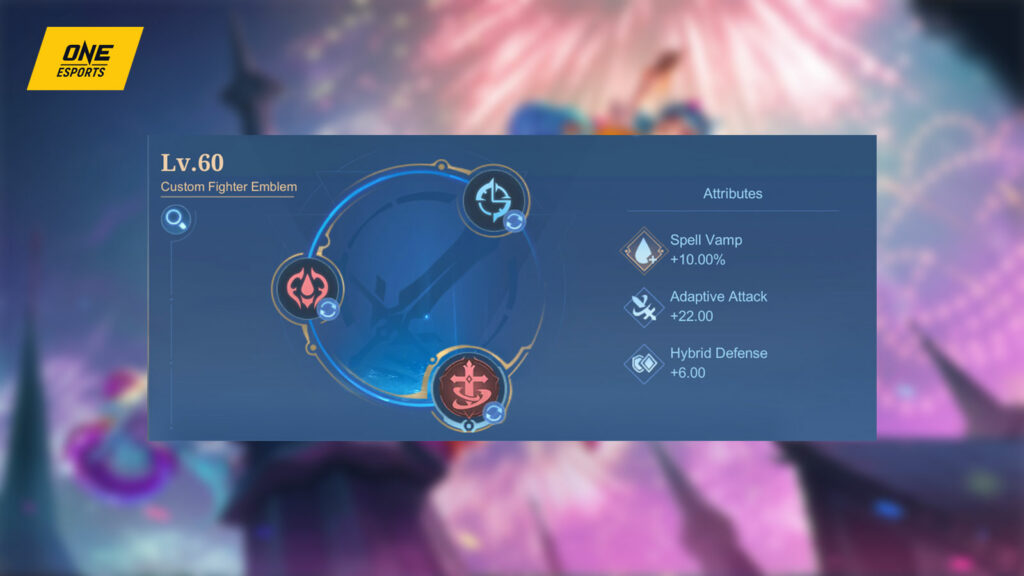 ONE
ESPORTS
Lv.60
Custom Fighter Emblem
Attributes
Spell Vamp
+10.00%
Adaptive Attack
+22.00
Hybrid Defense
+6.00